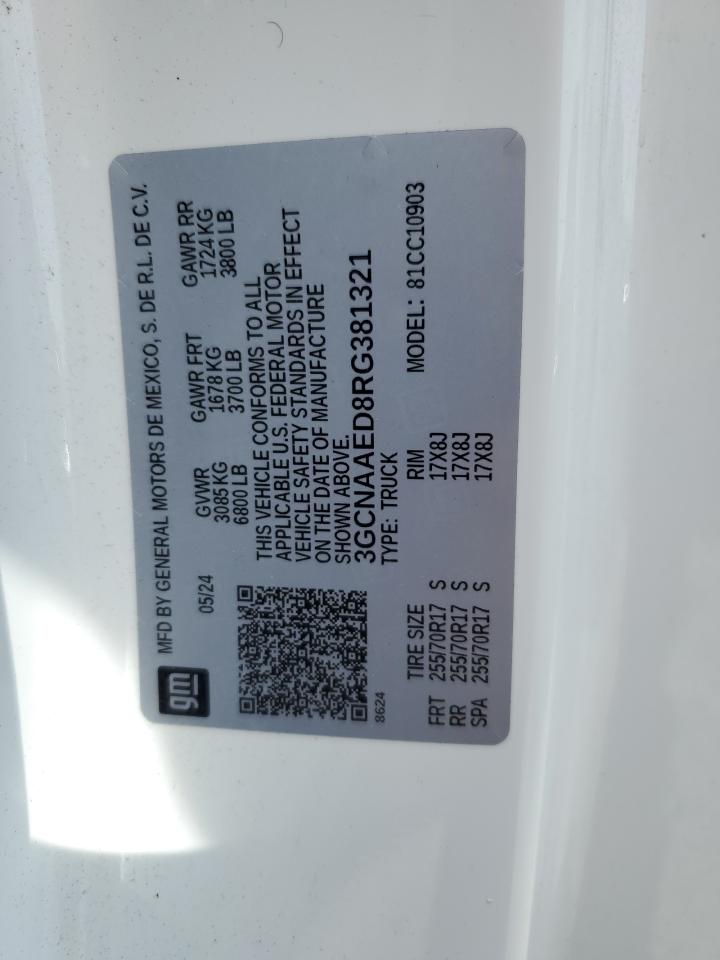 gm
MFD BY GENERAL MOTORS DE MEXICO, S. DE R.L. DE C.V.
05/24 GVWR GAWR FRT GAWR RR
3085 KG 1678 KG 1724 KG
6800 LB 3700 LB 3800 LB
THIS VEHICLE CONFORMS TO ALL
APPLICABLE U.S. FEDERAL MOTOR
VEHICLE SAFETY STANDARDS IN EFFECT
ON THE DATE OF MANUFACTURE
SHOWN ABOVE.
3GCNAAED8RG381321
8624 TYPE: TRUCK MODEL: 81CC10903
TIRE SIZE RIM
FRT 255/70R17 S 17X8J
RR 255/70R17 S 17X8J
SPA 255/70R17 S 17X8J